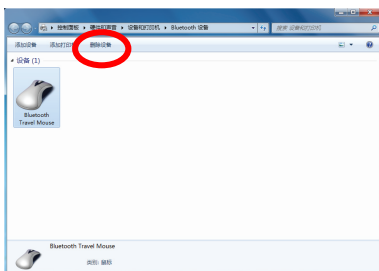 控制面板 ▸ 硬件和声音 ▸ 设备和打印机 ▸ Bluetooth 设备
搜索 设备和打印机
添加设备 添加打印 删除设备
设备 (1)
Bluetooth
Travel Mouse
Bluetooth Travel Mouse
类别: 鼠标